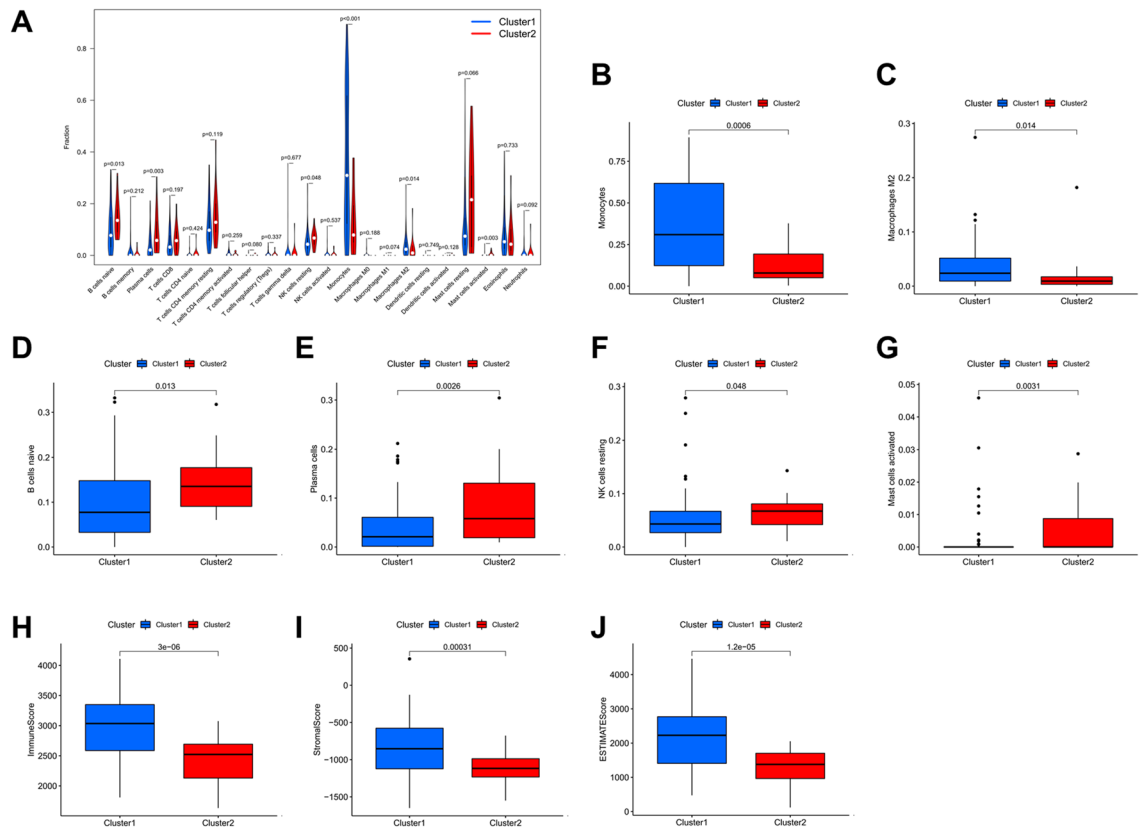 A
Cluster1
Cluster2
Fraction
0.8
0.6
0.4
0.2
0.0
p=0.013
p=0.212
p=0.003
p=0.197
p=0.424
p=0.119
p=0.259
p=0.080
p=0.337
p=0.677
p=0.048
p=0.537
p<0.001
p=0.188
p=0.074
p=0.014
p=0.749
p=0.128
p=0.066
p=0.003
p=0.733
p=0.092
B cells naive
B cells memory
Plasma cells
T cells CD8
T cells CD4 naive
T cells CD4 memory resting
T cells CD4 memory activated
T cells follicular helper
T cells regulatory (Tregs)
T cells gamma delta
NK cells resting
NK cells activated
Monocytes
Macrophages M0
Macrophages M1
Macrophages M2
Dendritic cells resting
Dendritic cells activated
Mast cells resting
Mast cells activated
Eosinophils
Neutrophils
B
Cluster Cluster1 Cluster2
0.0006
Monocytes
0.75
0.50
0.25
0.00
Cluster1 Cluster2
C
Cluster Cluster1 Cluster2
0.014
Macrophages M2
0.3
0.2
0.1
0.0
Cluster1 Cluster2
D
Cluster Cluster1 Cluster2
0.013
B cells naive
0.3
0.2
0.1
0.0
Cluster1 Cluster2
E
Cluster Cluster1 Cluster2
0.0026
Plasma cells
0.3
0.2
0.1
0.0
Cluster1 Cluster2
F
Cluster Cluster1 Cluster2
0.048
NK cells resting
0.3
0.2
0.1
0.0
Cluster1 Cluster2
G
Cluster Cluster1 Cluster2
0.0031
Mast cells activated
0.05
0.04
0.03
0.02
0.01
0.00
Cluster1 Cluster2
H
Cluster Cluster1 Cluster2
3e-06
ImmuneScore
4000
3500
3000
2500
2000
Cluster1 Cluster2
I
Cluster Cluster1 Cluster2
0.00031
StromalScore
500
0
−500
−1000
−1500
Cluster1 Cluster2
J
Cluster Cluster1 Cluster2
1.2e-05
ESTIMATEScore
5000
4000
3000
2000
1000
0
Cluster1 Cluster2